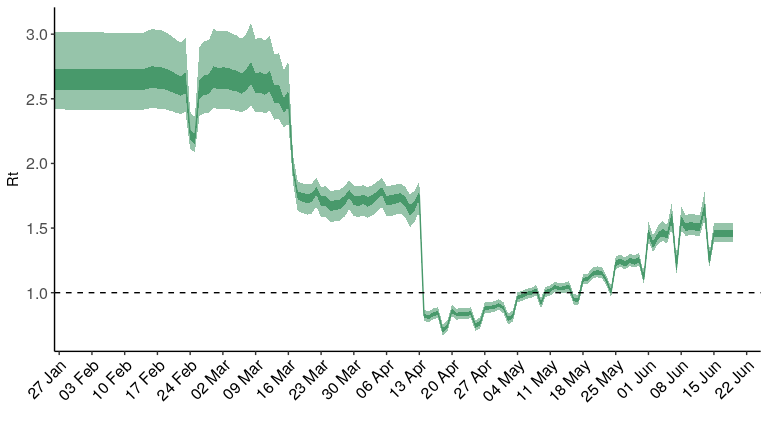 3.0
2.5
2.0
1.5
1.0
Rt
27 Jan
03 Feb
10 Feb
17 Feb
24 Feb
02 Mar
09 Mar
16 Mar
23 Mar
30 Mar
06 Apr
13 Apr
20 Apr
27 Apr
04 May
11 May
18 May
25 May
01 Jun
08 Jun
15 Jun
22 Jun